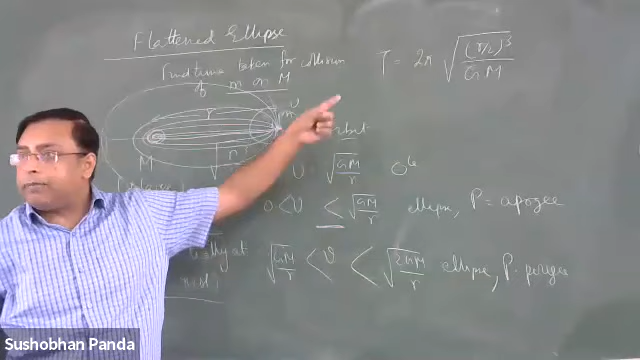 Flattened Ellipse
Find time taken for collision
of m on M
T = 2π √((r/2)³/GM)
r
M
orbit
v = √(GM/r)
0 < v < √(GM/r) ellipse, P = apogee
√(GM/r) < v < √(2GM/r) ellipse, P. perigee
Sushobhan Panda